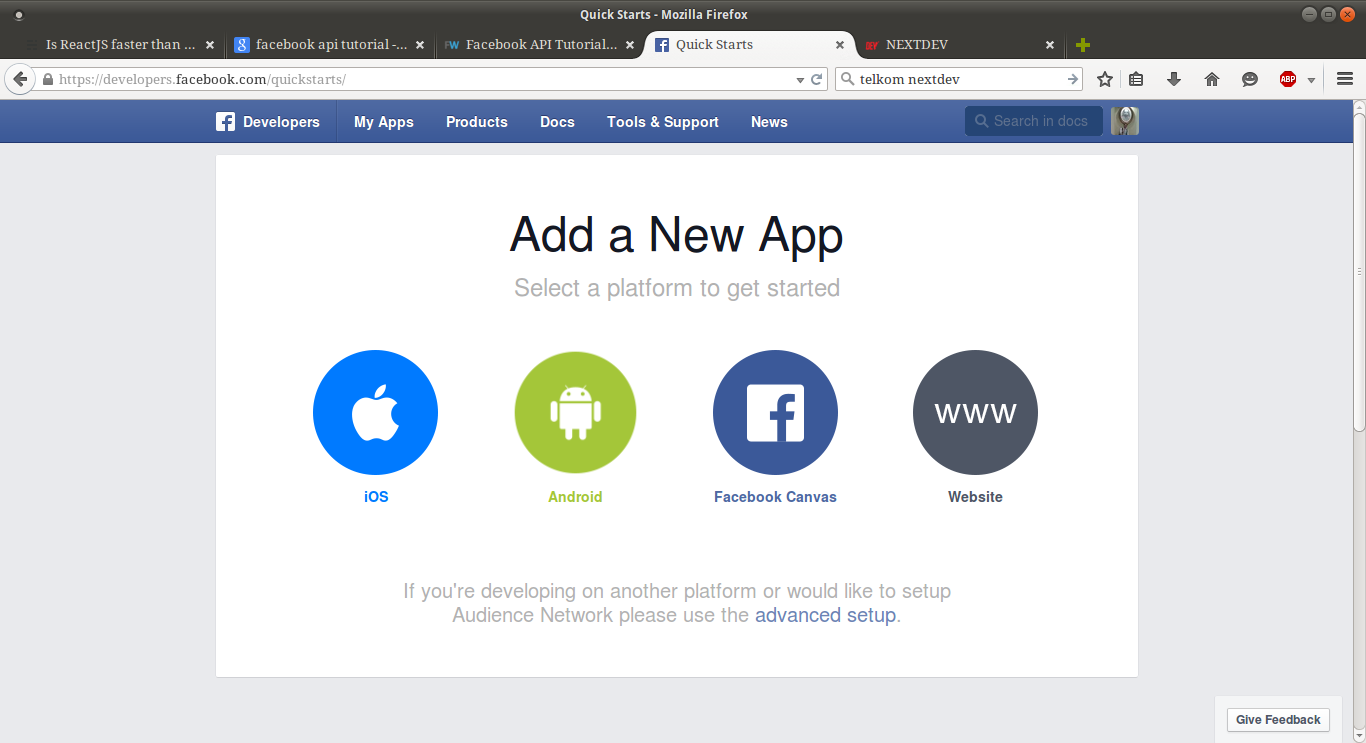 Quick Starts - Mozilla Firefox
Is ReactJS faster than ...
facebook api tutorial -...
FW Facebook API Tutorial...
Quick Starts
DEV NEXTDEV
https://developers.facebook.com/quickstarts/
telkom nextdev
ABP
Developers
My Apps
Products
Docs
Tools & Support
News
Search in docs
Add a New App
Select a platform to get started
www
iOS
Android
Facebook Canvas
Website
If you're developing on another platform or would like to setup
Audience Network please use the advanced setup.
Give Feedback